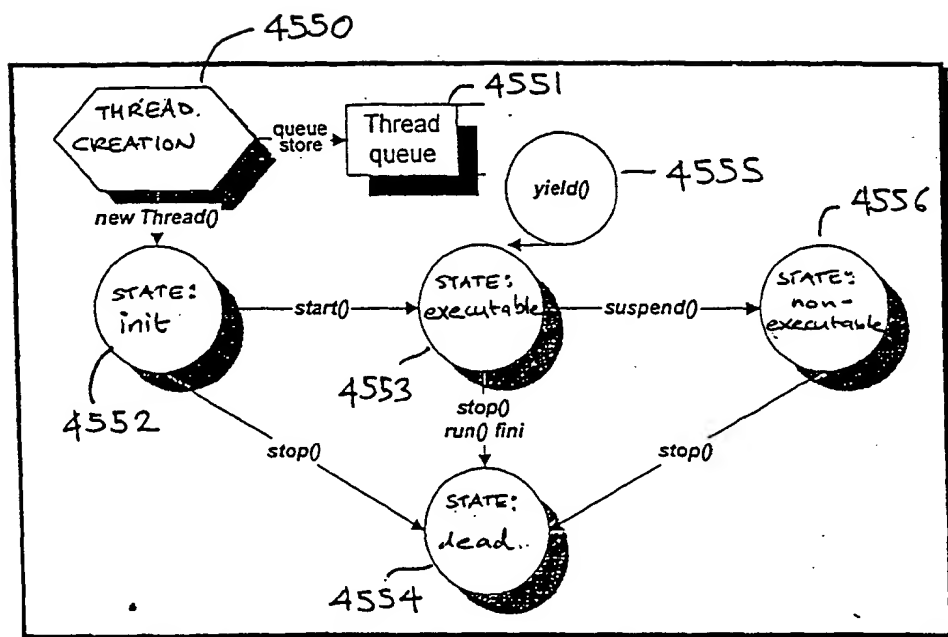 4550
THREAD.
CREATION
queue
store
Thread
queue
4551
yield()
4555
4556
new Thread()
STATE:
init
start()
STATE:
executable
suspend()
STATE:
non-
executable
4552
4553
stop()
run() fini
stop()
stop()
STATE:
dead..
4554